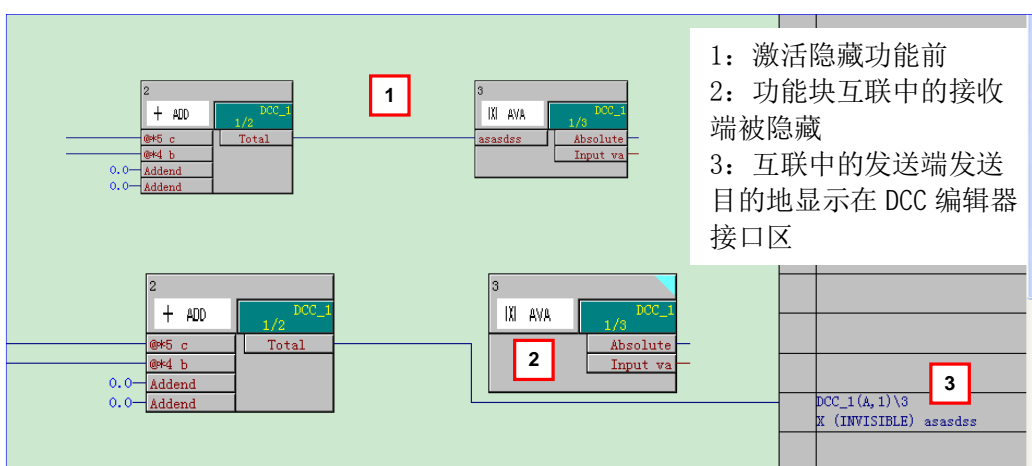 2
+ ADD
DCC_1
1/2
@*5 c
Total
@*4 b
0.0
Addend
0.0
Addend
1
3
|X| AVA
DCC_1
1/3
asasdss
Absolute
Input va
1：激活隐藏功能前
2：功能块互联中的接收
端被隐藏
3：互联中的发送端发送
目的地显示在 DCC 编辑器
接口区
2
+ ADD
DCC_1
1/2
@*5 c
Total
@*4 b
0.0
Addend
0.0
Addend
3
|X| AVA
DCC_1
1/3
Absolute
Input va
2
3
DCC_1(A,1)\3
X (INVISIBLE) asasdss